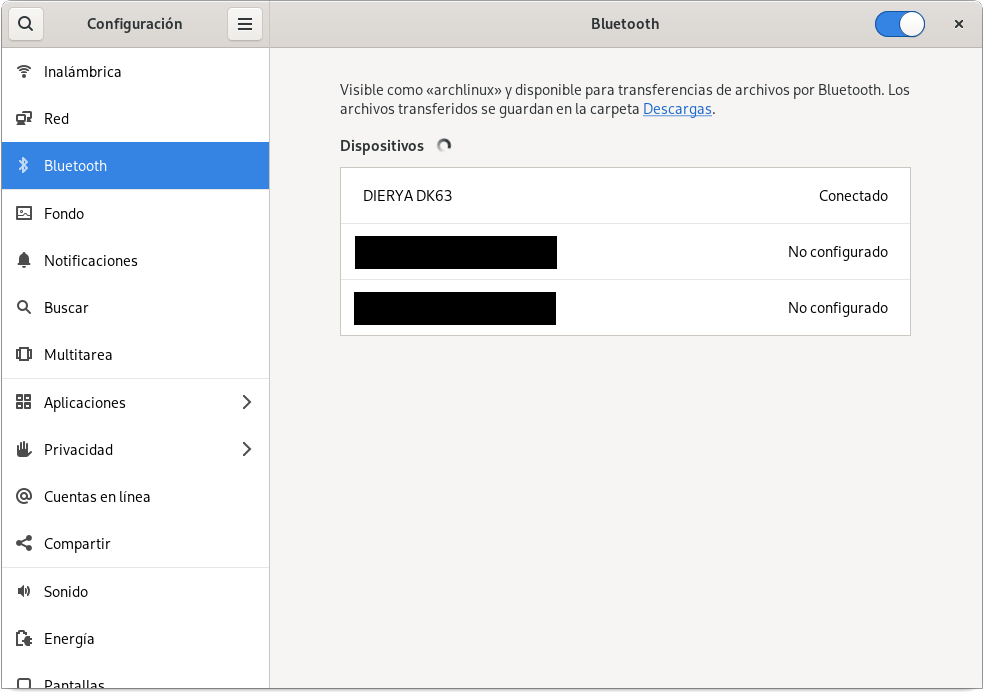 Configuración
Bluetooth
Inalámbrica
Red
Bluetooth
Fondo
Notificaciones
Buscar
Multitarea
Aplicaciones
Privacidad
Cuentas en línea
Compartir
Sonido
Energía
Pantallas
Visible como «archlinux» y disponible para transferencias de archivos por Bluetooth. Los
archivos transferidos se guardan en la carpeta Descargas.
Dispositivos
DIERYA DK63 Conectado
No configurado
No configurado